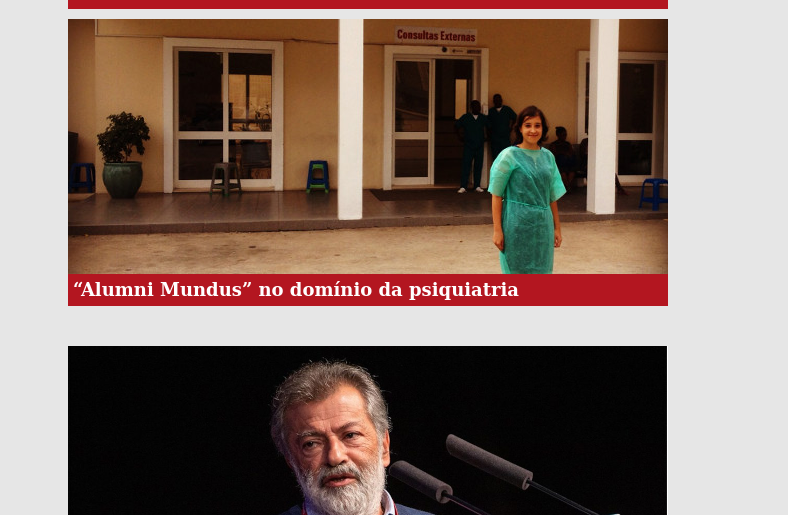 Consultas Externas
“Alumni Mundus” no domínio da psiquiatria